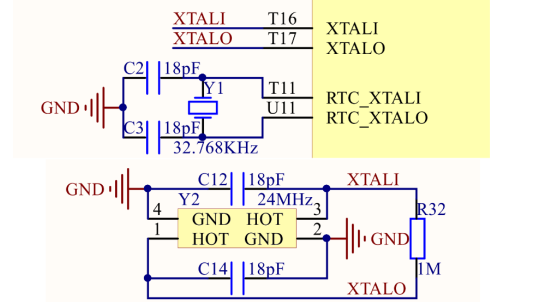 XTALI T16 XTALI
XTALO T17 XTALO
C2 18pF
Y1 T11 RTC_XTALI
GND U11 RTC_XTALO
C3 18pF
32.768KHz
C12 18pF XTALI
GND Y2 24MHz R32
4 GND HOT 3
1 HOT GND 2 GND
C14 18pF 1M
XTALO